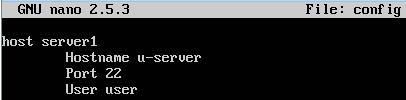 GNU nano 2.5.3 File: config
host server1
Hostname u-server
Port 22
User user